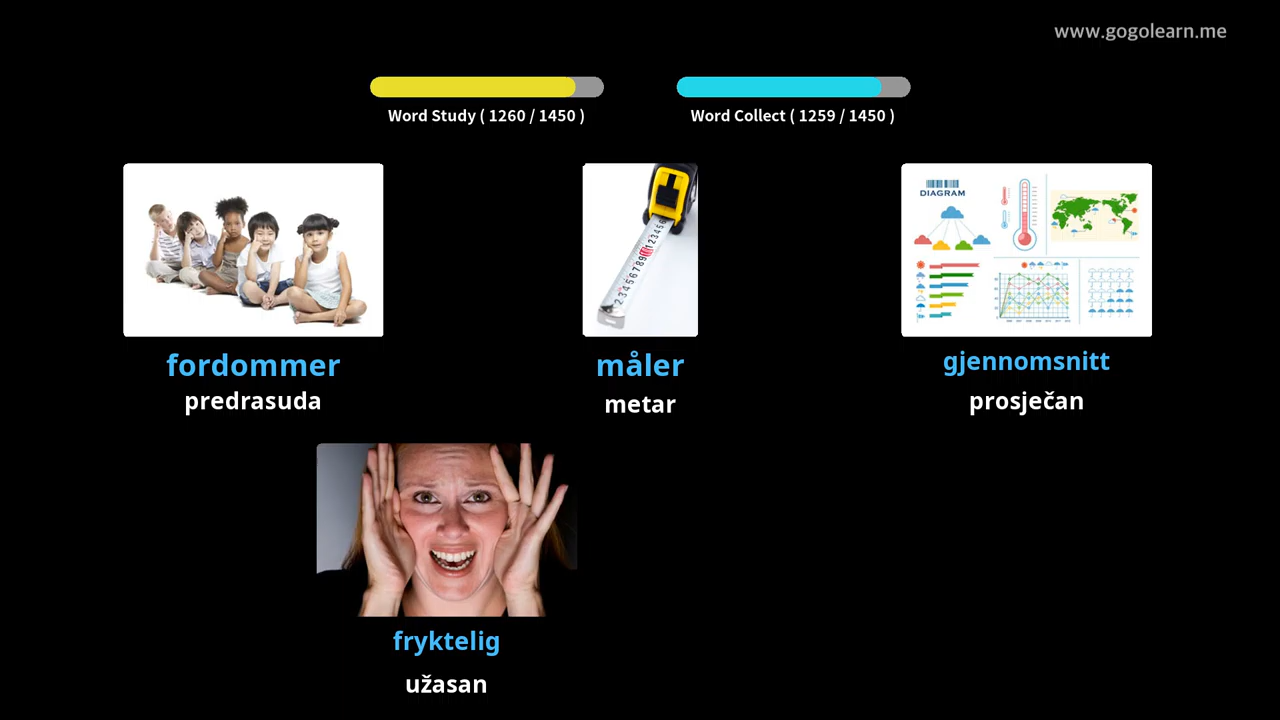 www.gogolearn.me
Word Study ( 1260 / 1450 )
Word Collect ( 1259 / 1450 )
DIAGRAM
fordommer
predrasuda
måler
metar
gjennomsnitt
prosječan
fryktelig
užasan